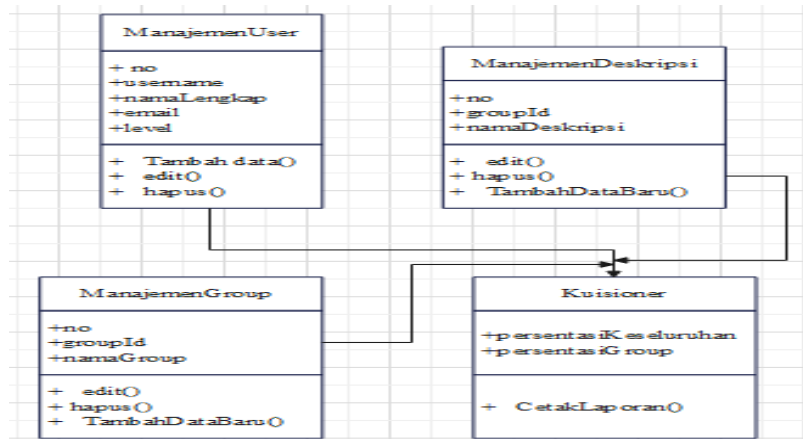 ManajemenUser
+ no
+username
+namaLengkap
+email
+level
+ Tambah data()
+ edit()
+ hapus()
ManajemenDeskripsi
+no
+groupId
+namaDeskripsi
+ edit()
+ hapus()
+ TambahDataBaru()
ManajemenGroup
+no
+groupId
+namaGroup
+ edit()
+ hapus()
+ TambahDataBaru()
Kuisioner
+persentasiKeseluruhan
+persentasiGroup
+ CetakLaporan()